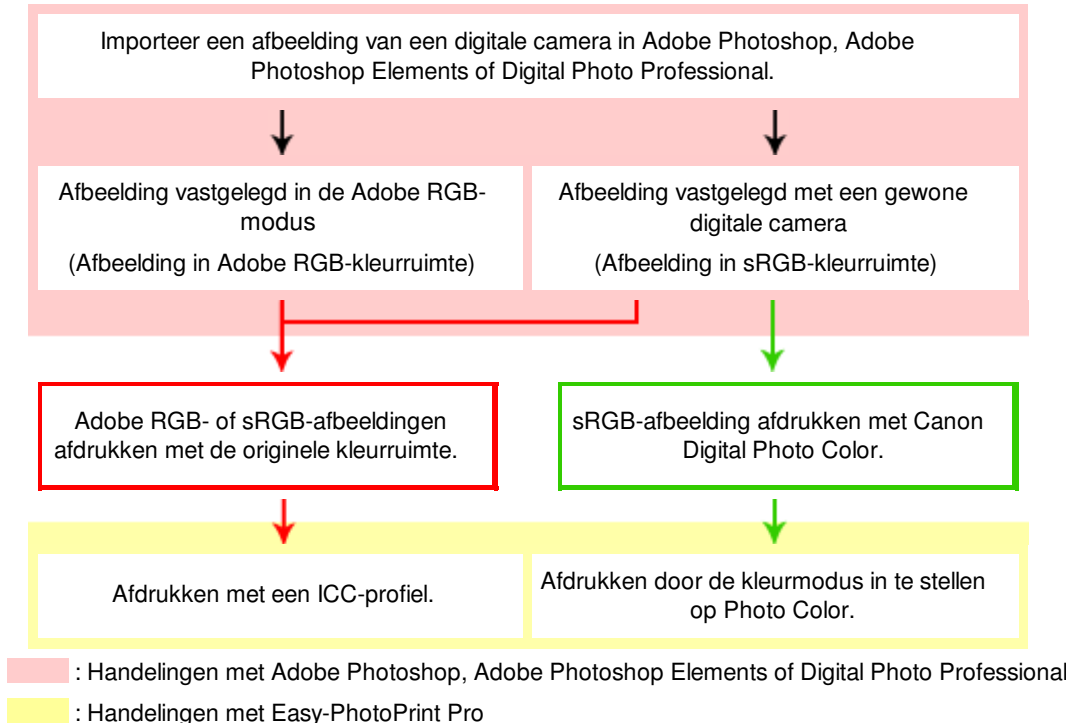 Importeer een afbeelding van een digitale camera in Adobe Photoshop, Adobe
Photoshop Elements of Digital Photo Professional.
Afbeelding vastgelegd in de Adobe RGB-
modus
(Afbeelding in Adobe RGB-kleurruimte)
Afbeelding vastgelegd met een gewone
digitale camera
(Afbeelding in sRGB-kleurruimte)
Adobe RGB- of sRGB-afbeeldingen
afdrukken met de originele kleurruimte.
sRGB-afbeelding afdrukken met Canon
Digital Photo Color.
Afdrukken met een ICC-profiel.
Afdrukken door de kleurmodus in te stellen
op Photo Color.
: Handelingen met Adobe Photoshop, Adobe Photoshop Elements of Digital Photo Professional
: Handelingen met Easy-PhotoPrint Pro